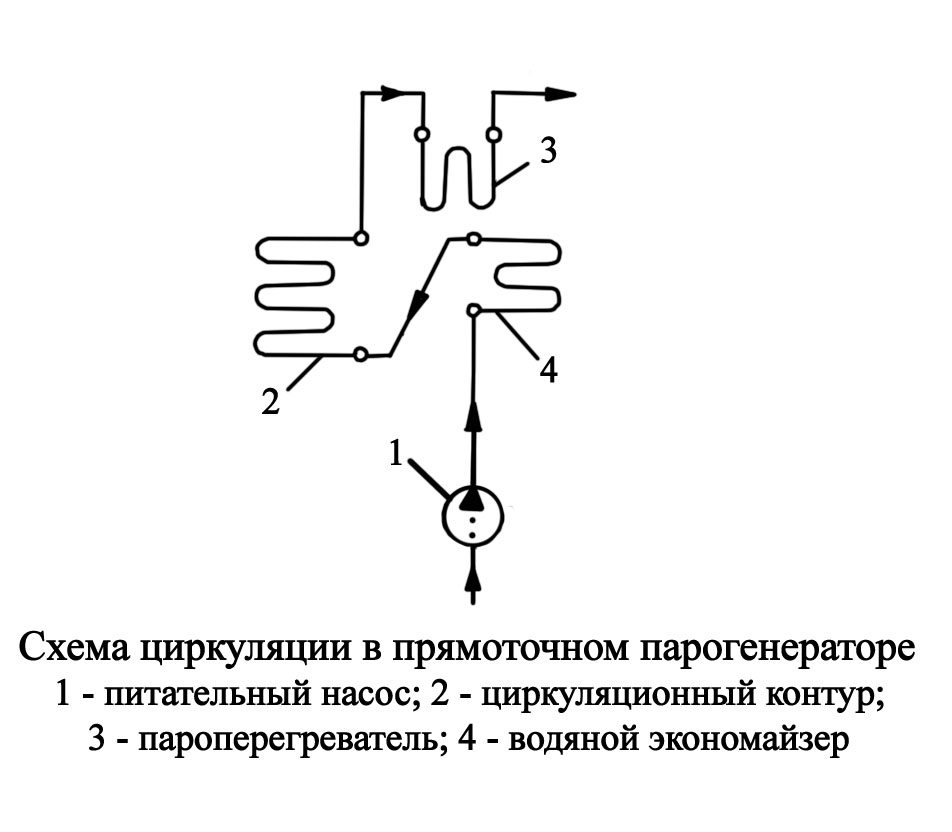 3
4
2
1
Схема циркуляции в прямоточном парогенераторе
1 - питательный насос; 2 - циркуляционный контур;
3 - пароперегреватель; 4 - водяной экономайзер